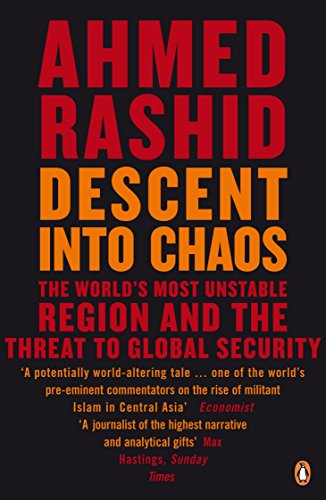 AHMED
RASHID
DESCENT
INTO CHAOS
THE WORLD'S MOST UNSTABLE
REGION AND THE
THREAT TO GLOBAL SECURITY
'A potentially world-altering tale ... one of the world's
pre-eminent commentators on the rise of militant
Islam in Central Asia' Economist
'A journalist of the highest narrative
and analytical gifts' Max
Hastings, Sunday
Times